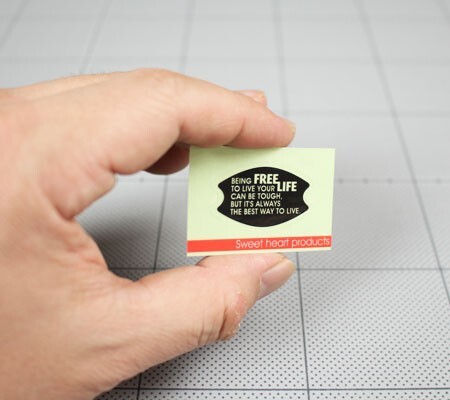 BEING FREE
TO LIVE YOUR LIFE
CAN BE TOUGH,
BUT IT'S ALWAYS
THE BEST WAY TO LIVE
Sweet heart products